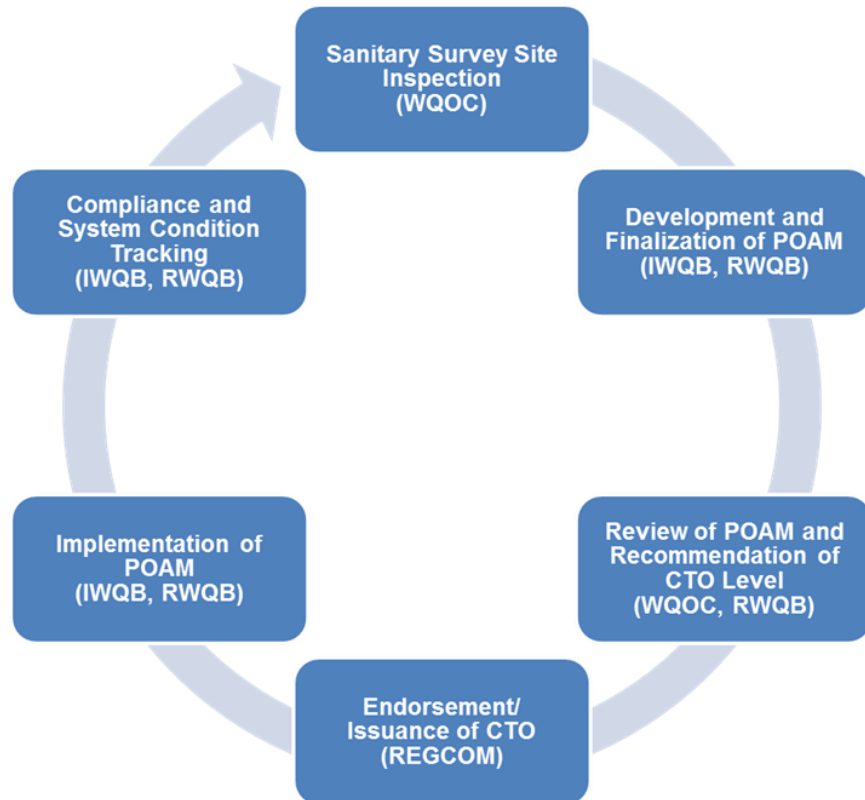 Sanitary Survey Site
Inspection
(WQOC)
Development and
Finalization of POAM
(IWQB, RWQB)
Review of POAM and
Recommendation of
CTO Level
(WQOC, RWQB)
Endorsement/
Issuance of CTO
(REGCOM)
Implementation of
POAM
(IWQB, RWQB)
Compliance and
System Condition
Tracking
(IWQB, RWQB)